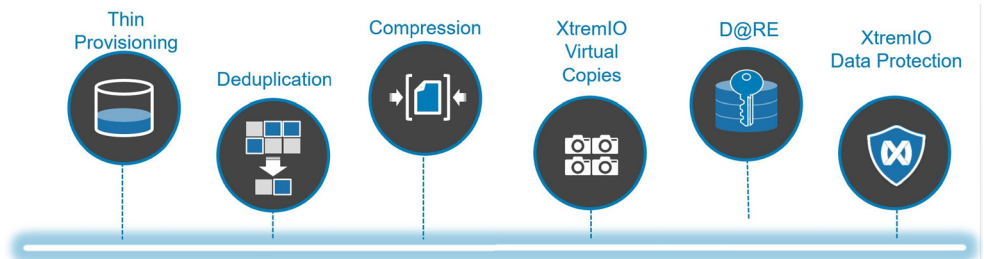 Thin
Provisioning
Deduplication
Compression
XtremIO
Virtual
Copies
D@RE
XtremIO
Data Protection